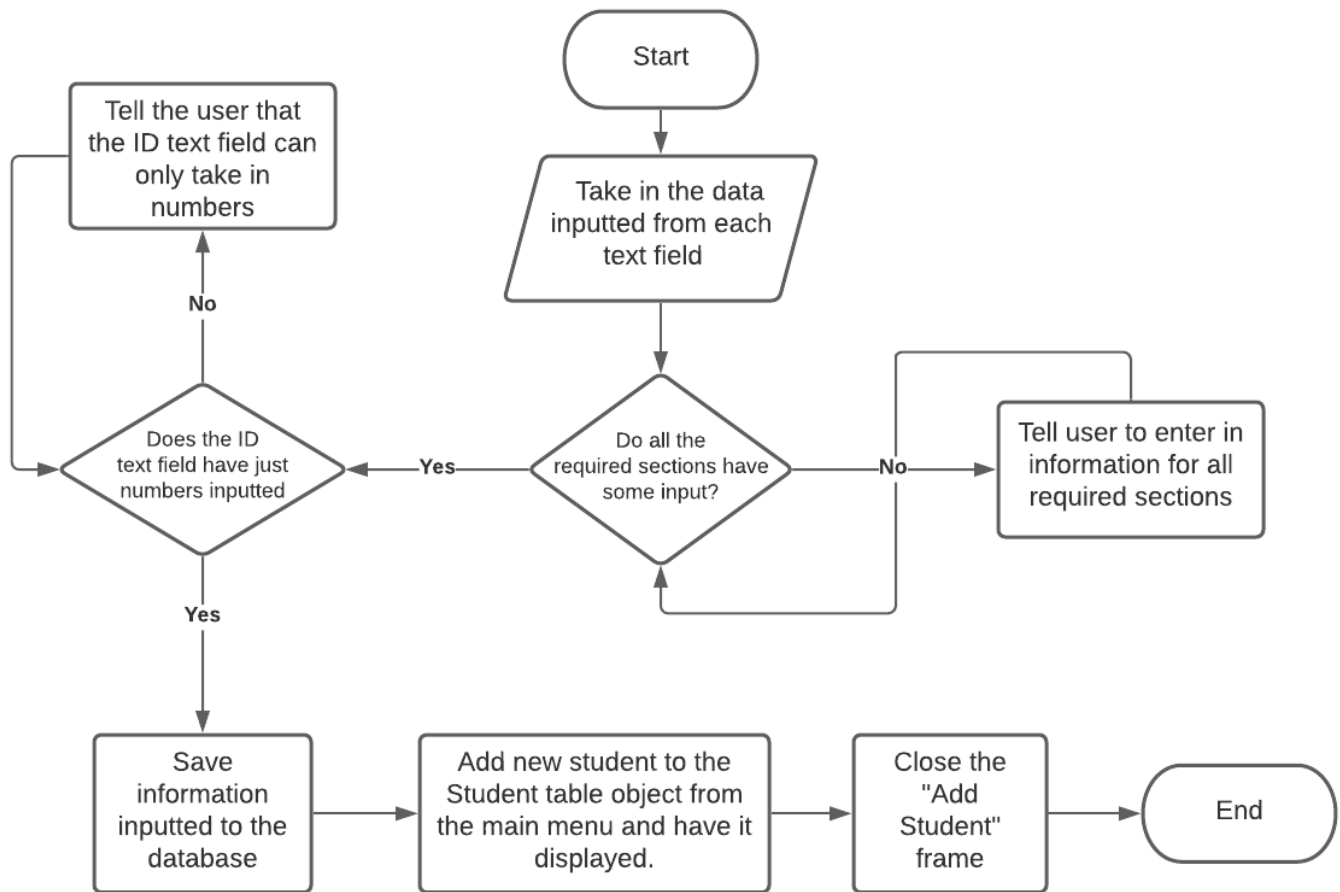 Start
Take in the data
inputted from each
text field
Do all the
required sections have
some input?
No
Tell user to enter in
information for all
required sections
Yes
Does the ID
text field have just
numbers inputted
No
Tell the user that
the ID text field can
only take in
numbers
Yes
Save
information
inputted to the
database
Add new student to the
Student table object from
the main menu and have it
displayed.
Close the
"Add
Student"
frame
End